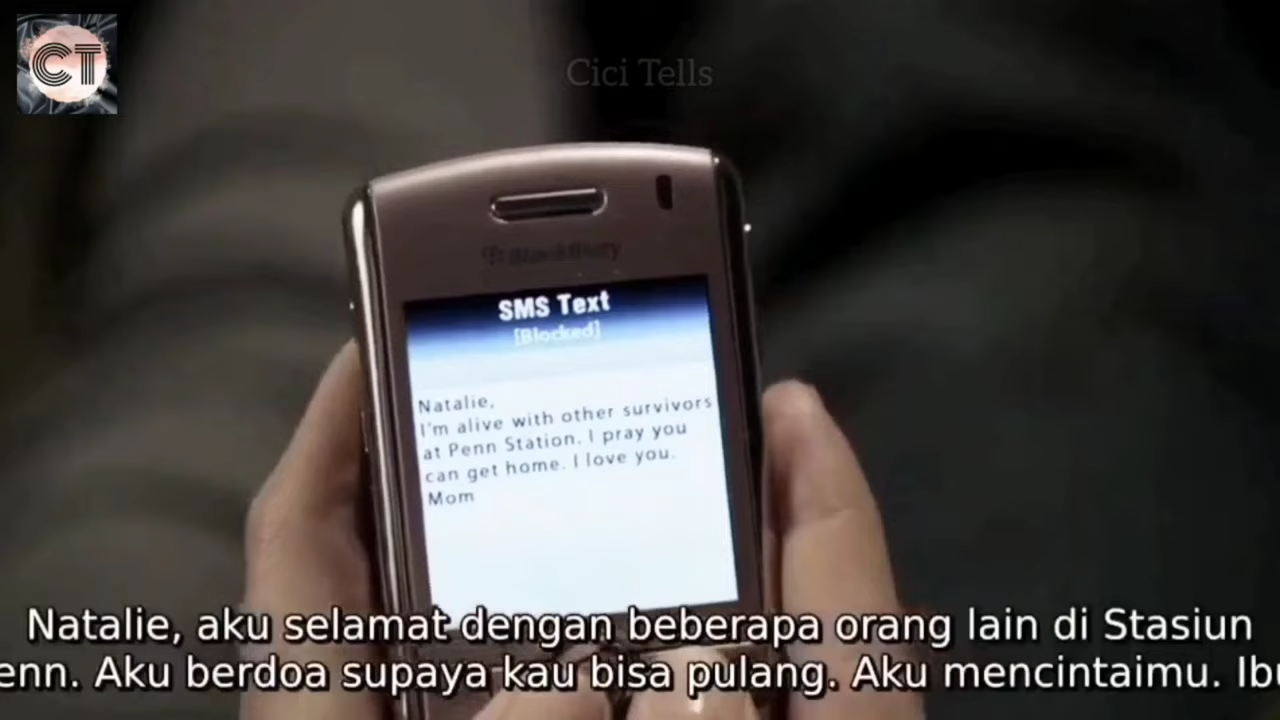 CT
Cici Tells
BlackBerry
SMS Text
[Blocked]
Natalie,
I'm alive with other survivors
at Penn Station. I pray you
can get home. I love you.
Mom
Natalie, aku selamat dengan beberapa orang lain di Stasiun
enn. Aku berdoa supaya kau bisa pulang. Aku mencintaimu. Ibu